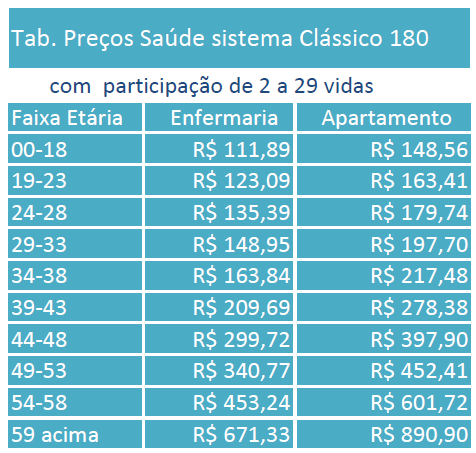 Tab. Preços Saúde sistema Clássico 180
com participação de 2 a 29 vidas
Faixa Etária Enfermaria Apartamento
00-18 R$ 111,89 R$ 148,56
19-23 R$ 123,09 R$ 163,41
24-28 R$ 135,39 R$ 179,74
29-33 R$ 148,95 R$ 197,70
34-38 R$ 163,84 R$ 217,48
39-43 R$ 209,69 R$ 278,38
44-48 R$ 299,72 R$ 397,90
49-53 R$ 340,77 R$ 452,41
54-58 R$ 453,24 R$ 601,72
59 acima R$ 671,33 R$ 890,90